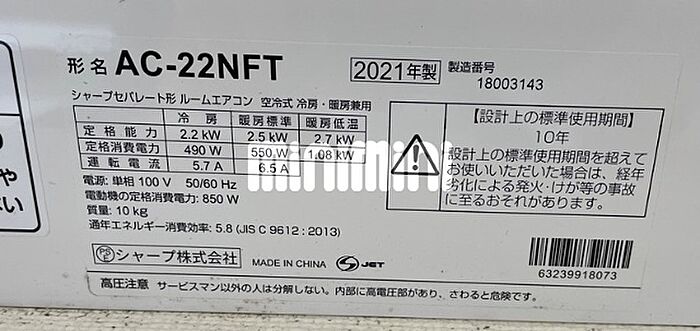 形名 AC-22NFT 2021年製 製造番号 18003143
シャープセパレート形 ルームエアコン 空冷式 冷房・暖房兼用
冷房 暖房標準 暖房低温
定格能力 2.2 kW 2.5 kW 2.7 kW
定格消費電力 490 W 550 W 1.08 kW
運転電流 5.7 A 6.5 A
電源: 単相 100 V 50/60 Hz
電動機の定格消費電力: 850 W
質量: 10 kg
通年エネルギー消費効率: 5.8 (JIS C 9612 : 2013)
PSE シャープ株式会社 MADE IN CHINA JET
【設計上の標準使用期間】
10年
設計上の標準使用期間を超えて
お使いいただいた場合は、経年
劣化による発火・けが等の事故
に至るおそれがあります。
63239918073
高圧注意 サービスマン以外の人は分解しない。内部に高電圧部があり、さわると危険です。
の
や
い